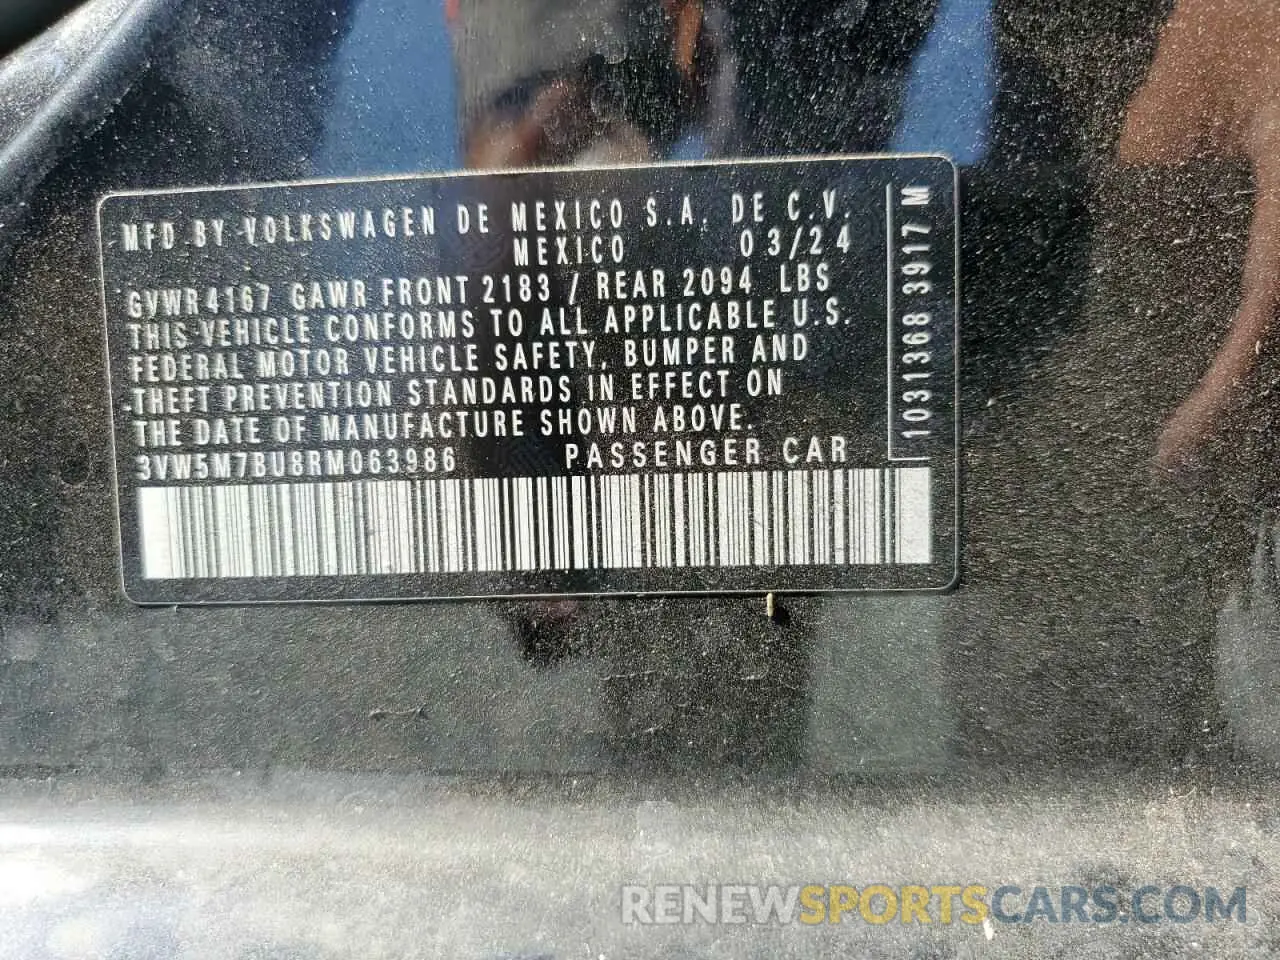 MFD BY VOLKSWAGEN DE MEXICO S.A. DE C.V.
MEXICO 03/24
GVWR 4167 GAWR FRONT 2183 / REAR 2094 LBS
THIS VEHICLE CONFORMS TO ALL APPLICABLE U.S.
FEDERAL MOTOR VEHICLE SAFETY, BUMPER AND
THEFT PREVENTION STANDARDS IN EFFECT ON
THE DATE OF MANUFACTURE SHOWN ABOVE.
3VW5M7BU8RM063986 PASSENGER CAR
1031368 3917 M
RENEWSPORTSCARS.COM